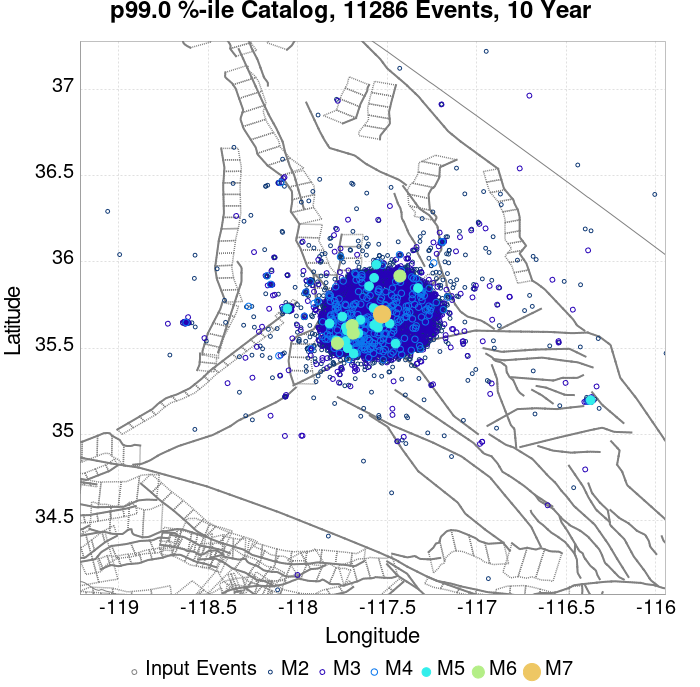 p99.0 %-ile Catalog, 11286 Events, 10 Year
37
36.5
36
35.5
35
34.5
Latitude
-119 -118.5 -118 -117.5 -117 -116.5 -116
Longitude
Input Events M2 M3 M4 M5 M6 M7